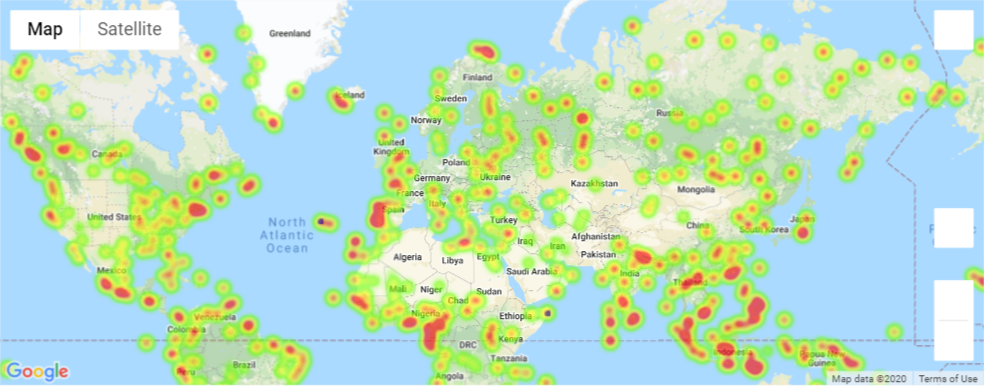 Map
Satellite
Greenland
Iceland
Finland
Sweden
Norway
Russia
United
Kingdom
Canada
Poland
Germany
Ukraine
France
Kazakhstan
Mongolia
Spain
Italy
United States
North
Atlantic
Ocean
Turkey
China
South Korea
Japan
Afghanistan
Iraq
Iran
Pakistan
Algeria
Libya
Egypt
Mexico
Saudi Arabia
India
Mali
Niger
Sudan
Chad
Thailand
Nigeria
Ethiopia
Venezuela
Colombia
DRC
Kenya
Indonesia
Papua New
Guinea
Tanzania
Brazil
Peru
Angola
Google
Map data ©2020
Terms of Use